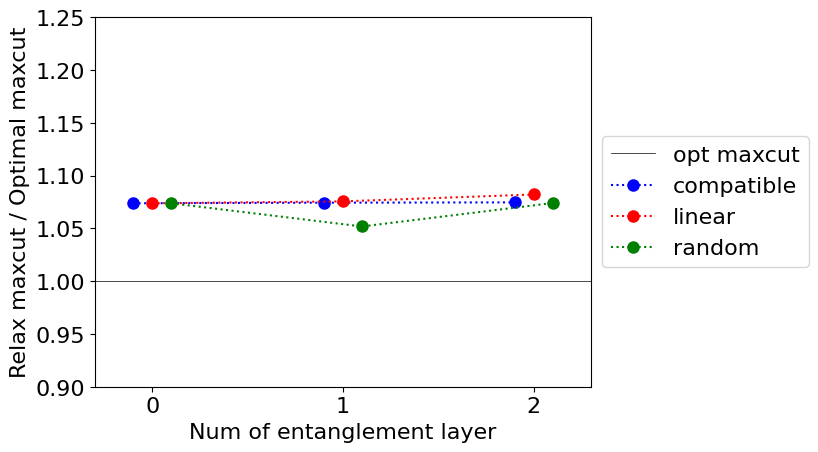 Relax maxcut / Optimal maxcut
1.25
1.20
1.15
1.10
1.05
1.00
0.95
0.90
0
1
2
Num of entanglement layer
opt maxcut
compatible
linear
random